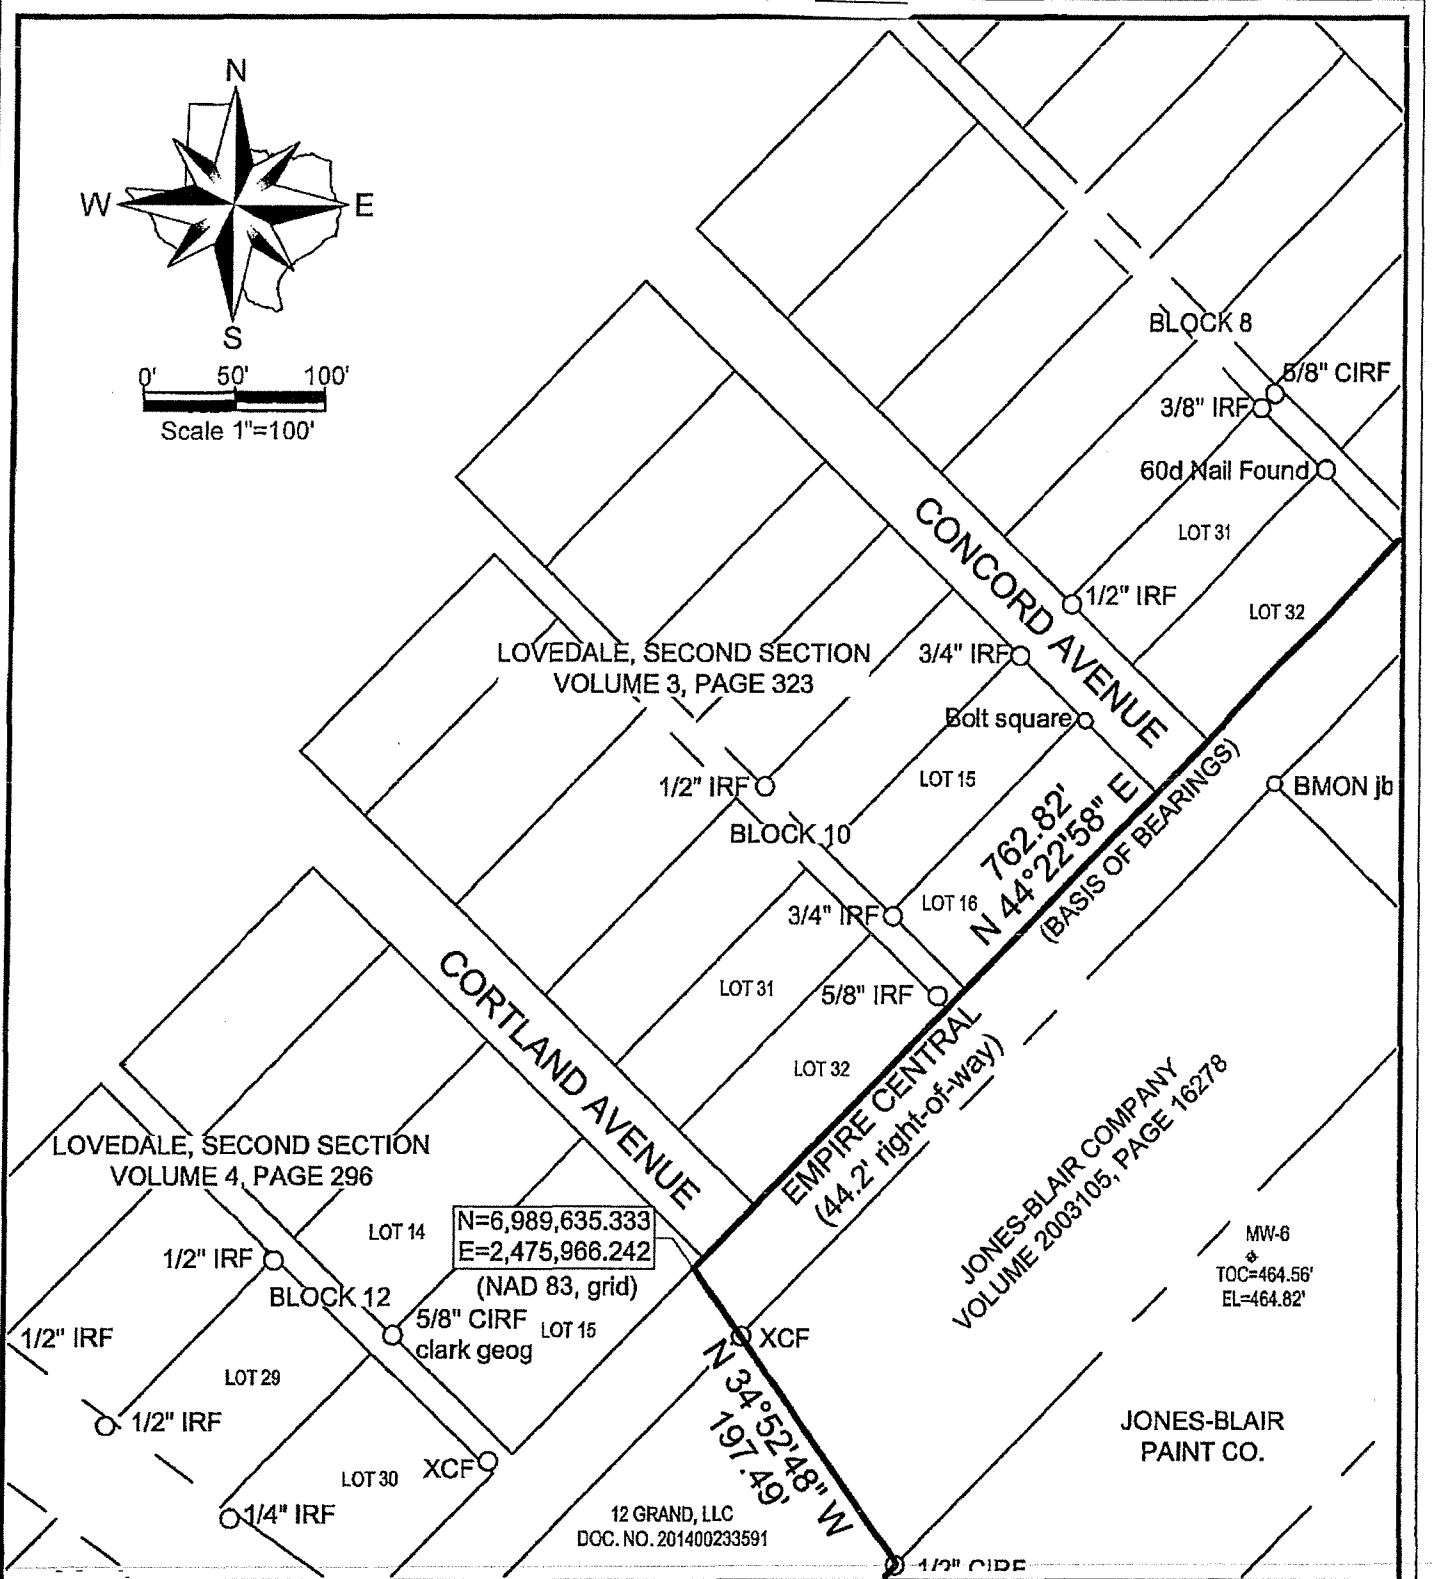 N
W
E
S
0' 50' 100'
Scale 1"=100'
BLOCK 8
5/8" CIRF
3/8" IRF
60d Nail Found
LOT 31
1/2" IRF
LOT 32
CONCORD AVENUE
LOVEDALE, SECOND SECTION
VOLUME 3, PAGE 323
3/4" IRF
Bolt square
LOT 15
1/2" IRF
BLOCK 10
762.82'
N 44°22'58" E
(BASIS OF BEARINGS)
BMON jb
3/4" IRF
LOT 16
LOT 31
5/8" IRF
LOT 32
CORTLAND AVENUE
EMPIRE CENTRAL
(44.2' right-of-way)
JONES-BLAIR COMPANY
VOLUME 2003105, PAGE 16278
LOVEDALE, SECOND SECTION
VOLUME 4, PAGE 296
LOT 14
N=6,989,635.333
E=2,475,966.242
(NAD 83, grid)
MW-6
TOC=464.56'
EL=464.82'
1/2" IRF
BLOCK 12
5/8" CIRF
clark geog
LOT 15
1/2" IRF
XCF
LOT 29
N 34°52'48" W
197.49'
1/2" IRF
JONES-BLAIR
PAINT CO.
LOT 30
XCF
1/4" IRF
12 GRAND, LLC
DOC. NO. 201400233591
1/2" CIRF